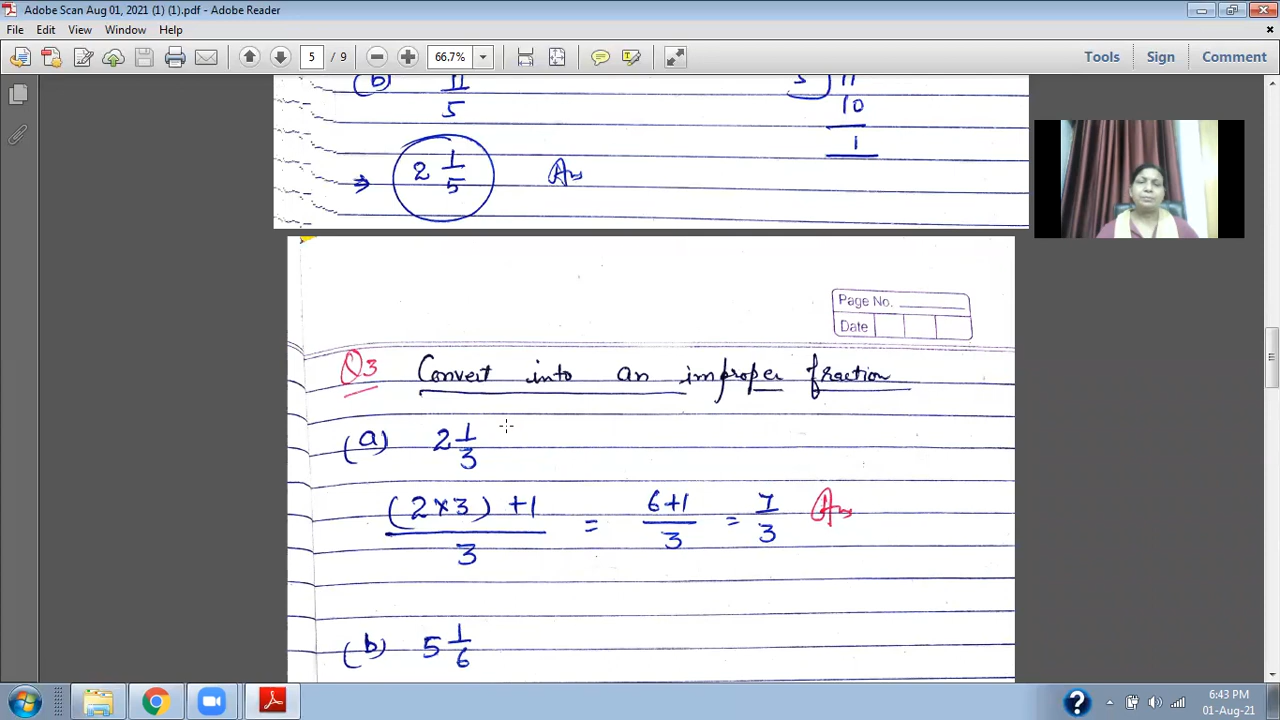 Adobe Scan Aug 01, 2021 (1) (1).pdf - Adobe Reader
File Edit View Window Help
5 / 9 66.7% Tools Sign Comment
(b) 11
5
11
10
1
⇒ 2 1/5 Ans
Page No.
Date
Q3 Convert into an improper fraction
(a) 2 1/3
(2×3) +1 / 3 = 6+1 / 3 = 7/3 Ans
(b) 5 1/6
6:43 PM
01-Aug-21